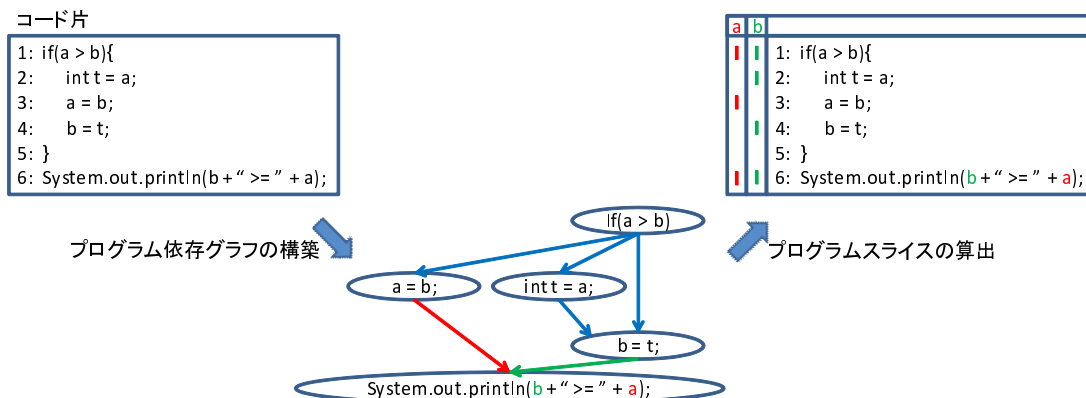 コード片
1: if(a > b){
2: int t = a;
3: a = b;
4: b = t;
5: }
6: System.out.println(b + “ >= ” + a);
a b
1: if(a > b){
2: int t = a;
3: a = b;
4: b = t;
5: }
6: System.out.println(b + “ >= ” + a);
プログラム依存グラフの構築
If(a > b)
プログラムスライスの算出
a = b;
int t = a;
b = t;
System.out.println(b + “ >= ” + a);